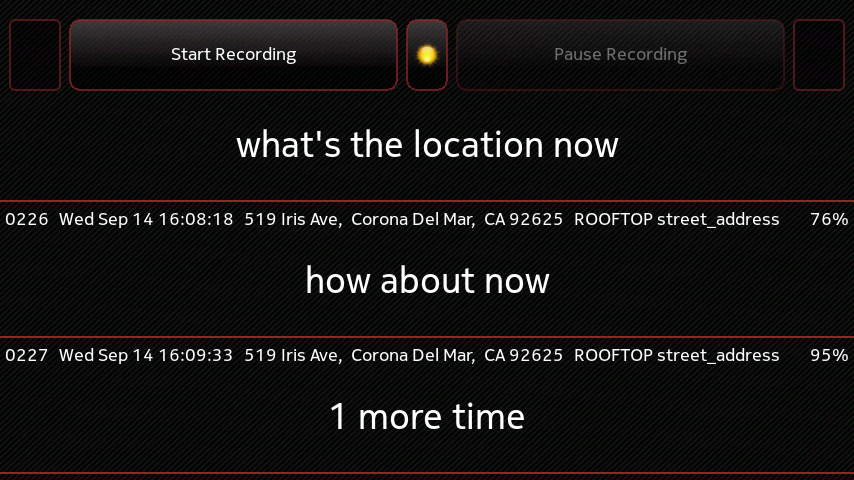 Start Recording
Pause Recording
what's the location now
0226 Wed Sep 14 16:08:18 519 Iris Ave, Corona Del Mar, CA 92625 ROOFTOP street_address 76%
how about now
0227 Wed Sep 14 16:09:33 519 Iris Ave, Corona Del Mar, CA 92625 ROOFTOP street_address 95%
1 more time